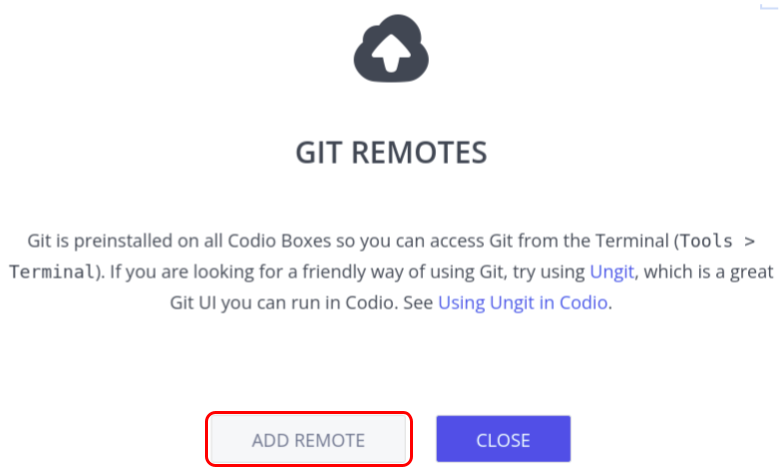 GIT REMOTES
Git is preinstalled on all Codio Boxes so you can access Git from the Terminal (Tools >
Terminal). If you are looking for a friendly way of using Git, try using Ungit, which is a great
Git UI you can run in Codio. See Using Ungit in Codio.
ADD REMOTE
CLOSE